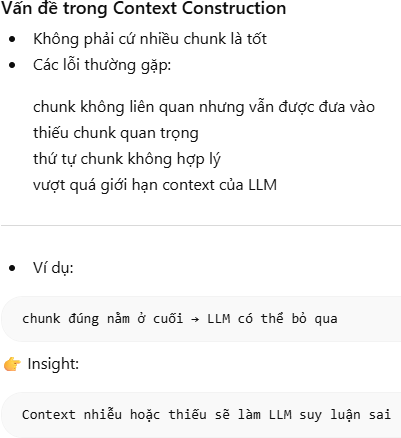 Vấn đề trong Context Construction
• Không phải cứ nhiều chunk là tốt
• Các lỗi thường gặp:
chunk không liên quan nhưng vẫn được đưa vào
thiếu chunk quan trọng
thứ tự chunk không hợp lý
vượt quá giới hạn context của LLM
• Ví dụ:
chunk đúng nằm ở cuối → LLM có thể bỏ qua
👉 Insight:
Context nhiễu hoặc thiếu sẽ làm LLM suy luận sai